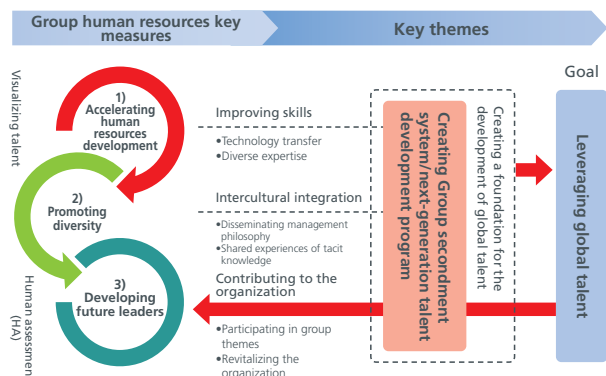 Group human resources key
measures
Key themes
Visualizing talent
Human assessmen
(HA)
1)
Accelerating
human
resources
development
2)
Promoting
diversity
3)
Developing
future leaders
Improving skills
•Technology transfer
•Diverse expertise
Intercultural integration
•Disseminating management
philosophy
•Shared experiences of tacit
knowledge
Contributing to the
organization
•Participating in group
themes
•Revitalizing the
organization
Creating Group secondment
system/next-generation talent
development program
Creating a foundation for the
development of global talent
Goal
Leveraging global talent